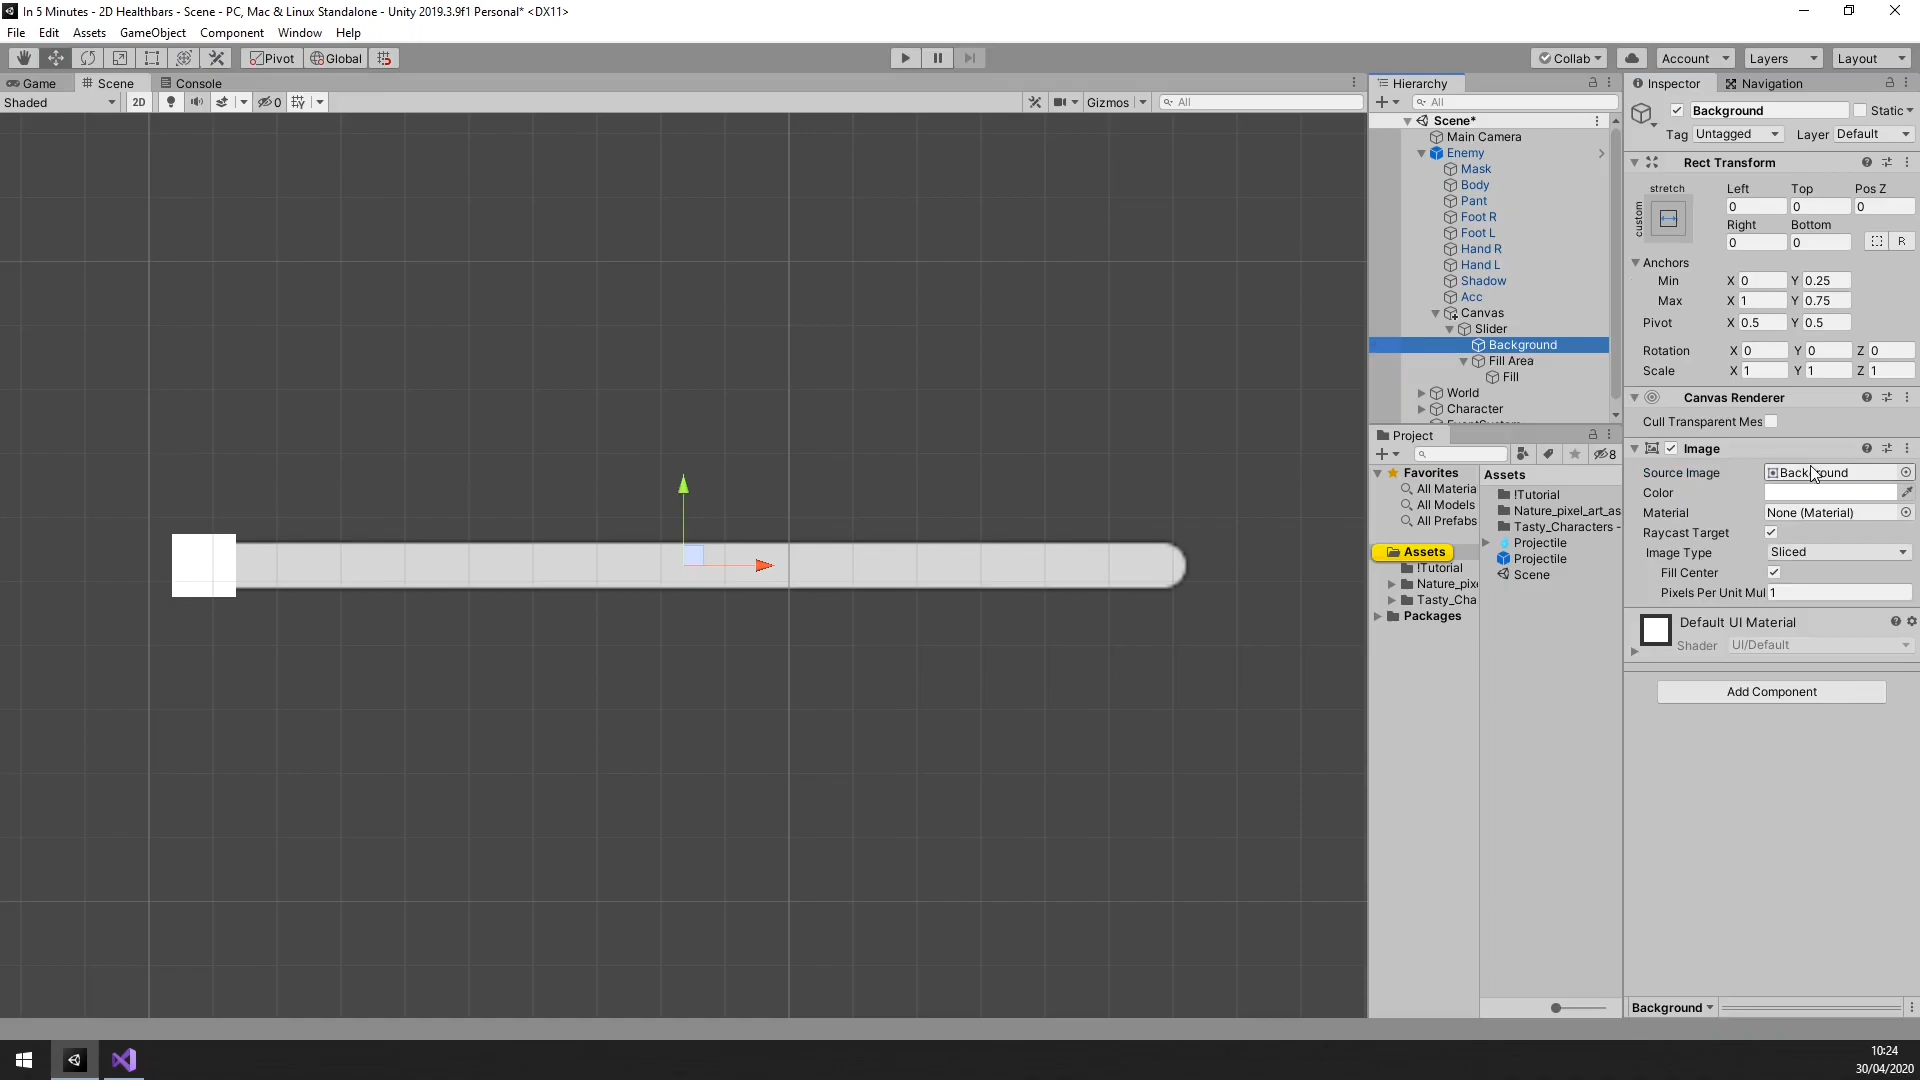 In 5 Minutes - 2D Healthbars - Scene - PC, Mac & Linux Standalone - Unity 2019.3.9f1 Personal* <DX11>
File Edit Assets GameObject Component Window Help
Pivot Global Collab Account Layers Layout
Game Scene Console
Shaded 2D 0 Gizmos All
Hierarchy
All
Scene*
Main Camera
Enemy
Mask
Body
Pant
Foot R
Foot L
Hand R
Hand L
Shadow
Acc
Canvas
Slider
Background
Fill Area
Fill
World
Character
Project
8
Favorites
All Materia
All Models
All Prefabs
Assets
!Tutorial
Nature_pix
Tasty_Cha
Packages
Assets
!Tutorial
Nature_pixel_art_as
Tasty_Characters -
Projectile
Projectile
Scene
Inspector Navigation
Background Static
Tag Untagged Layer Default
Rect Transform
stretch Left Top Pos Z
custom 0 0 0
Right Bottom
0 0 R
Anchors
Min X 0 Y 0.25
Max X 1 Y 0.75
Pivot X 0.5 Y 0.5
Rotation X 0 Y 0 Z 0
Scale X 1 Y 1 Z 1
Canvas Renderer
Cull Transparent Mes
Image
Source Image Background
Color
Material None (Material)
Raycast Target
Image Type Sliced
Fill Center
Pixels Per Unit Mul 1
Default UI Material
Shader UI/Default
Add Component
Background
10:24
30/04/2020